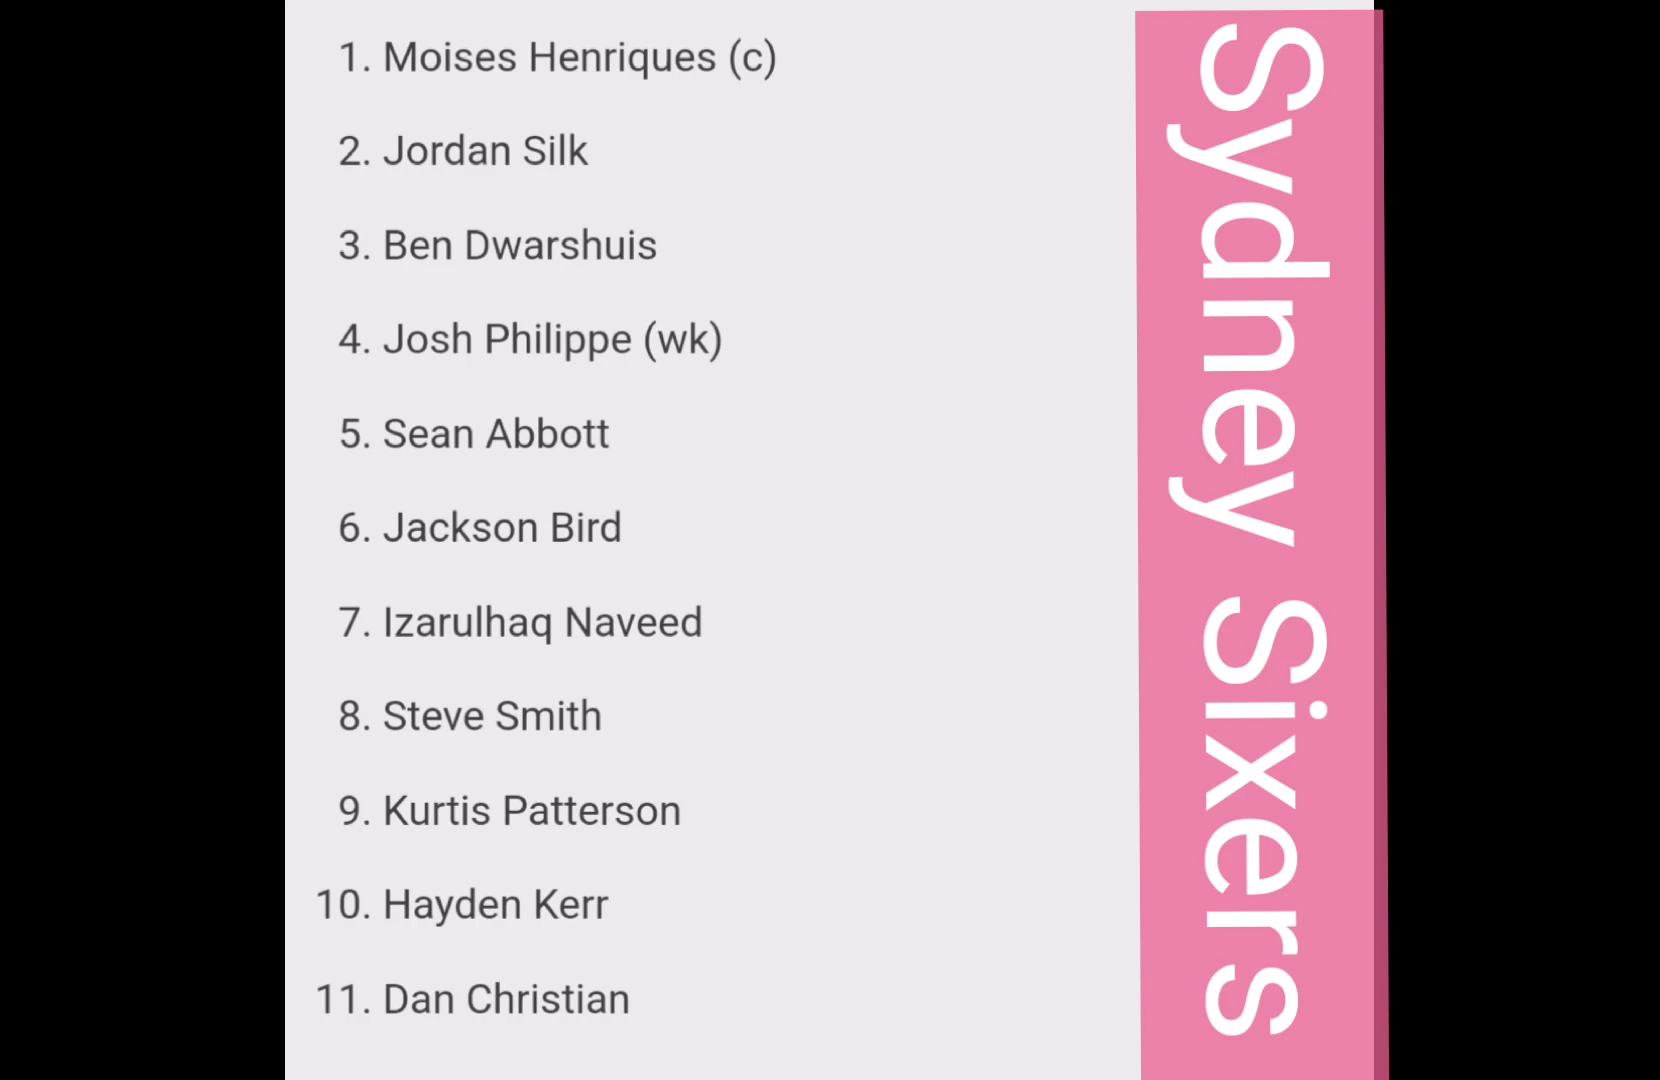 1. Moises Henriques (c)
2. Jordan Silk
3. Ben Dwarshuis
4. Josh Philippe (wk)
5. Sean Abbott
6. Jackson Bird
7. Izarulhaq Naveed
8. Steve Smith
9. Kurtis Patterson
10. Hayden Kerr
11. Dan Christian
Sydney Sixers